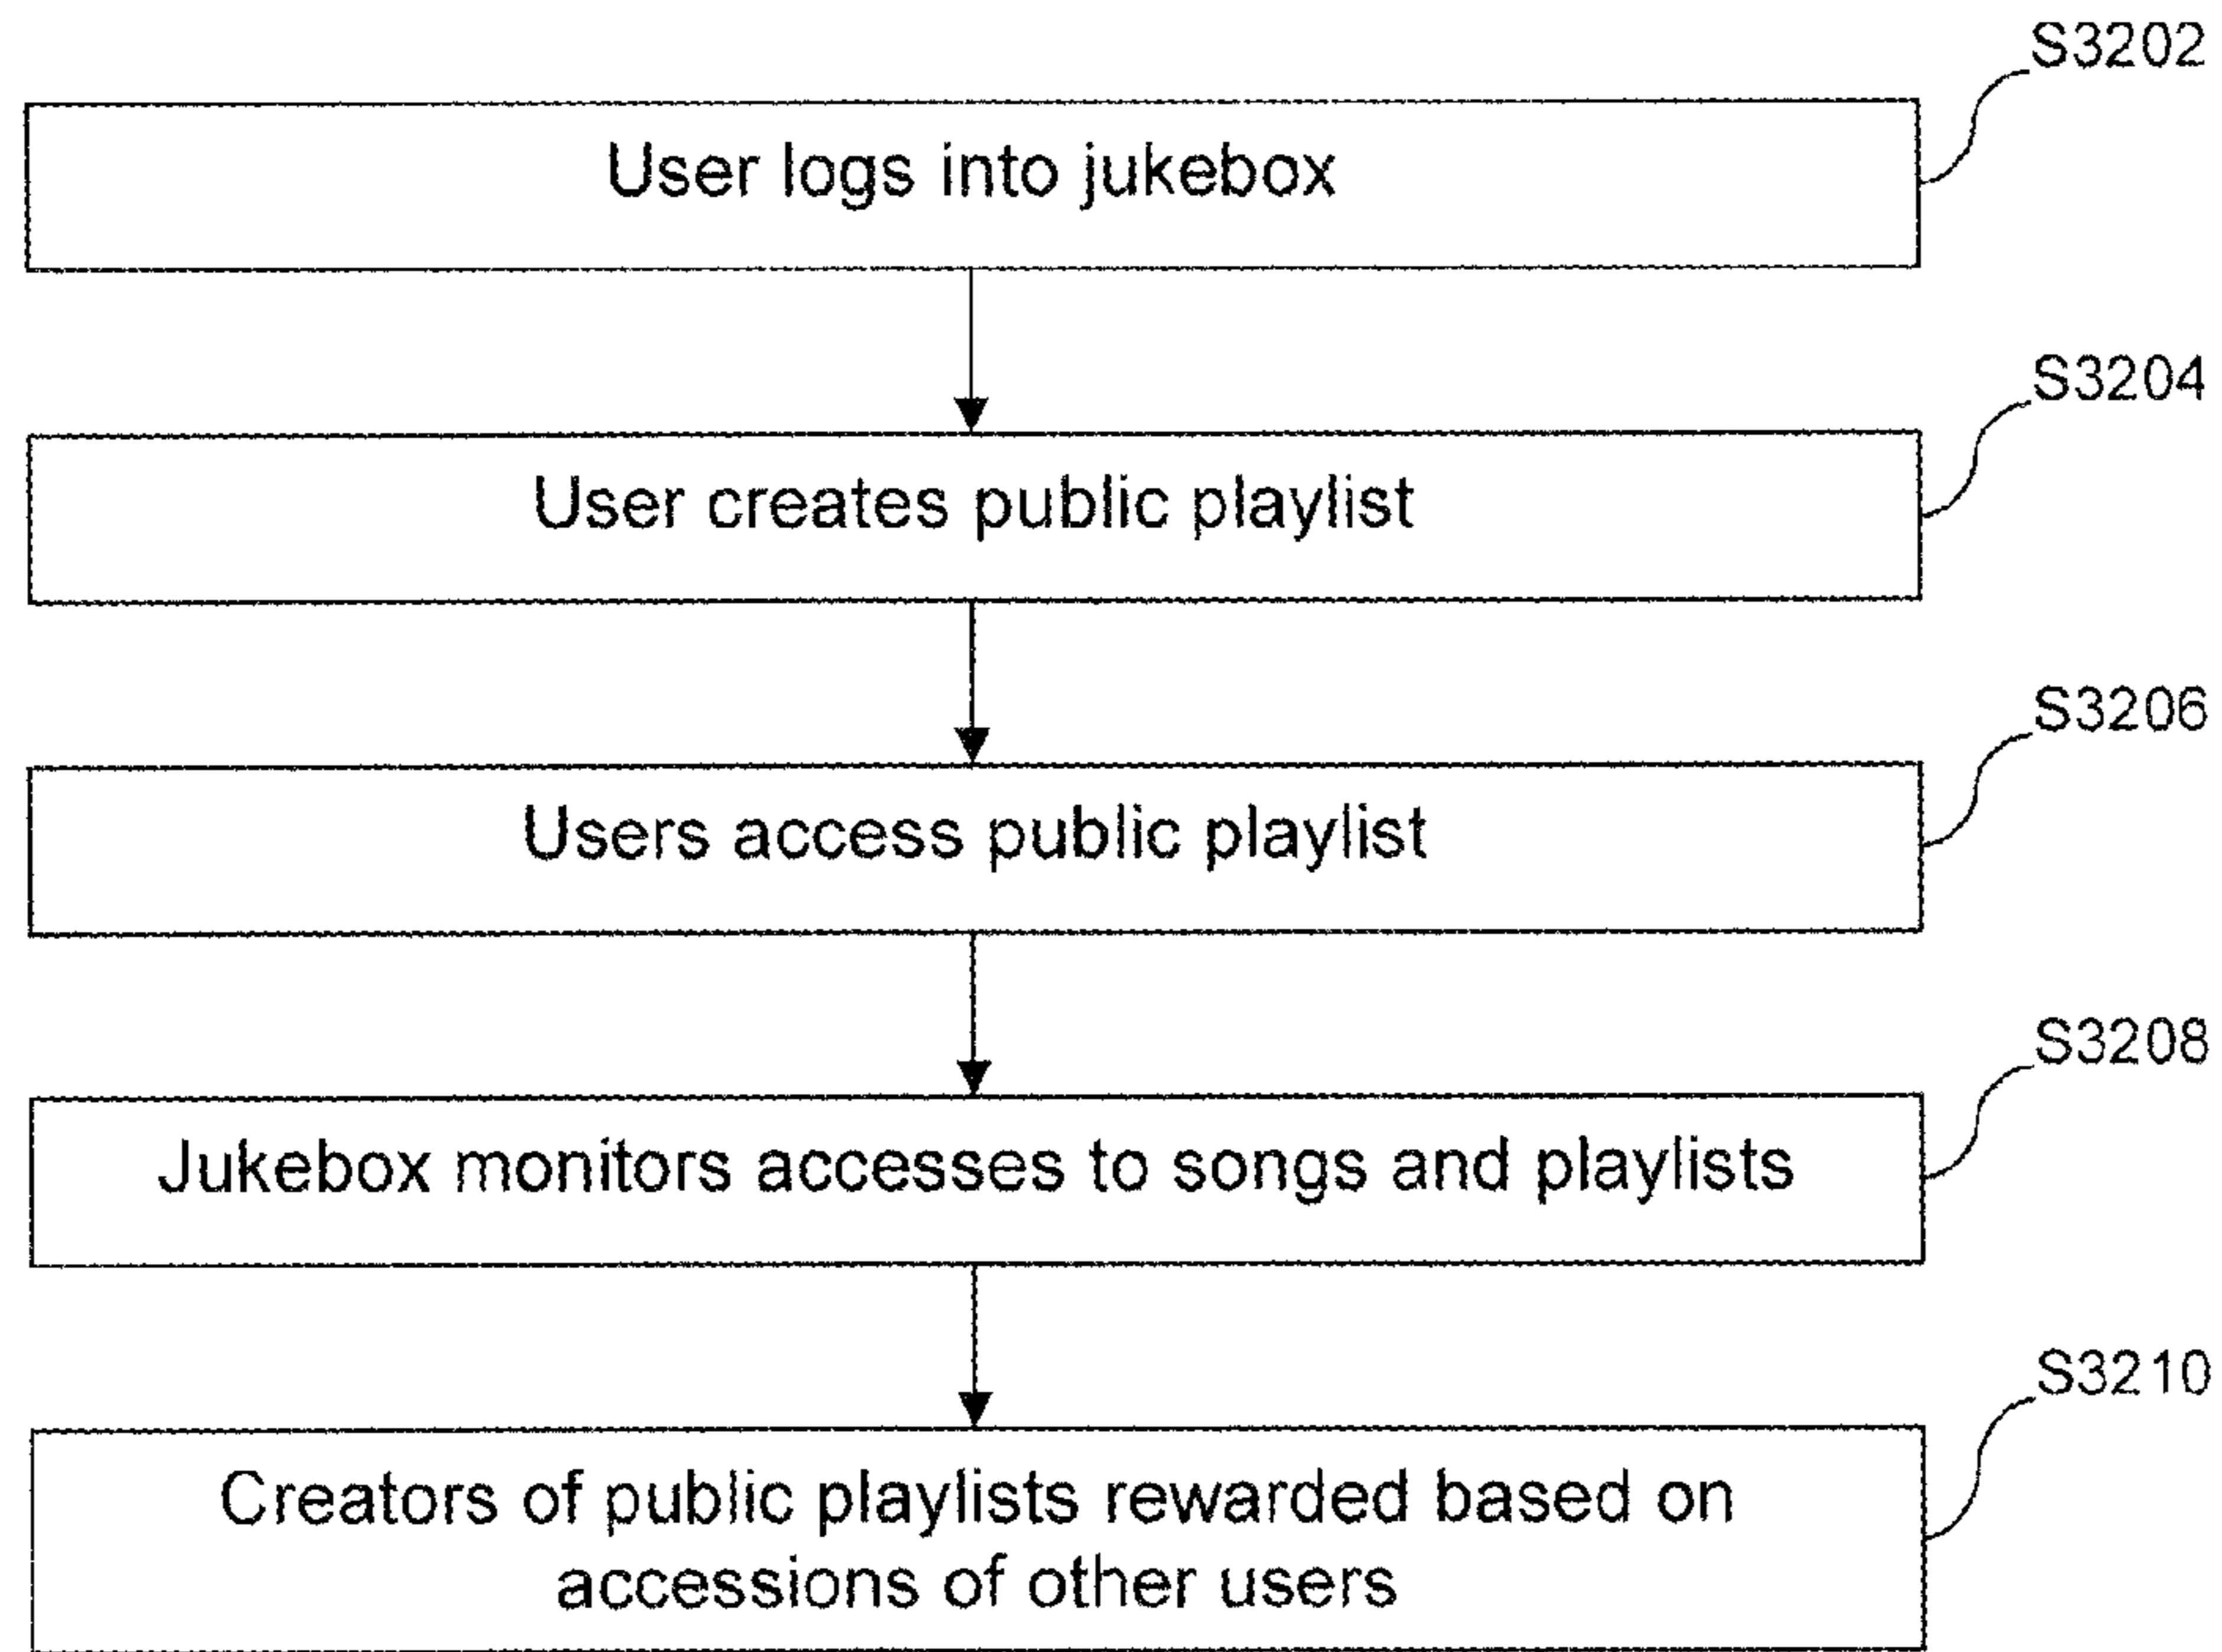 S3202
User logs into jukebox
S3204
User creates public playlist
S3206
Users access public playlist
S3208
Jukebox monitors accesses to songs and playlists
S3210
Creators of public playlists rewarded based on
accessions of other users